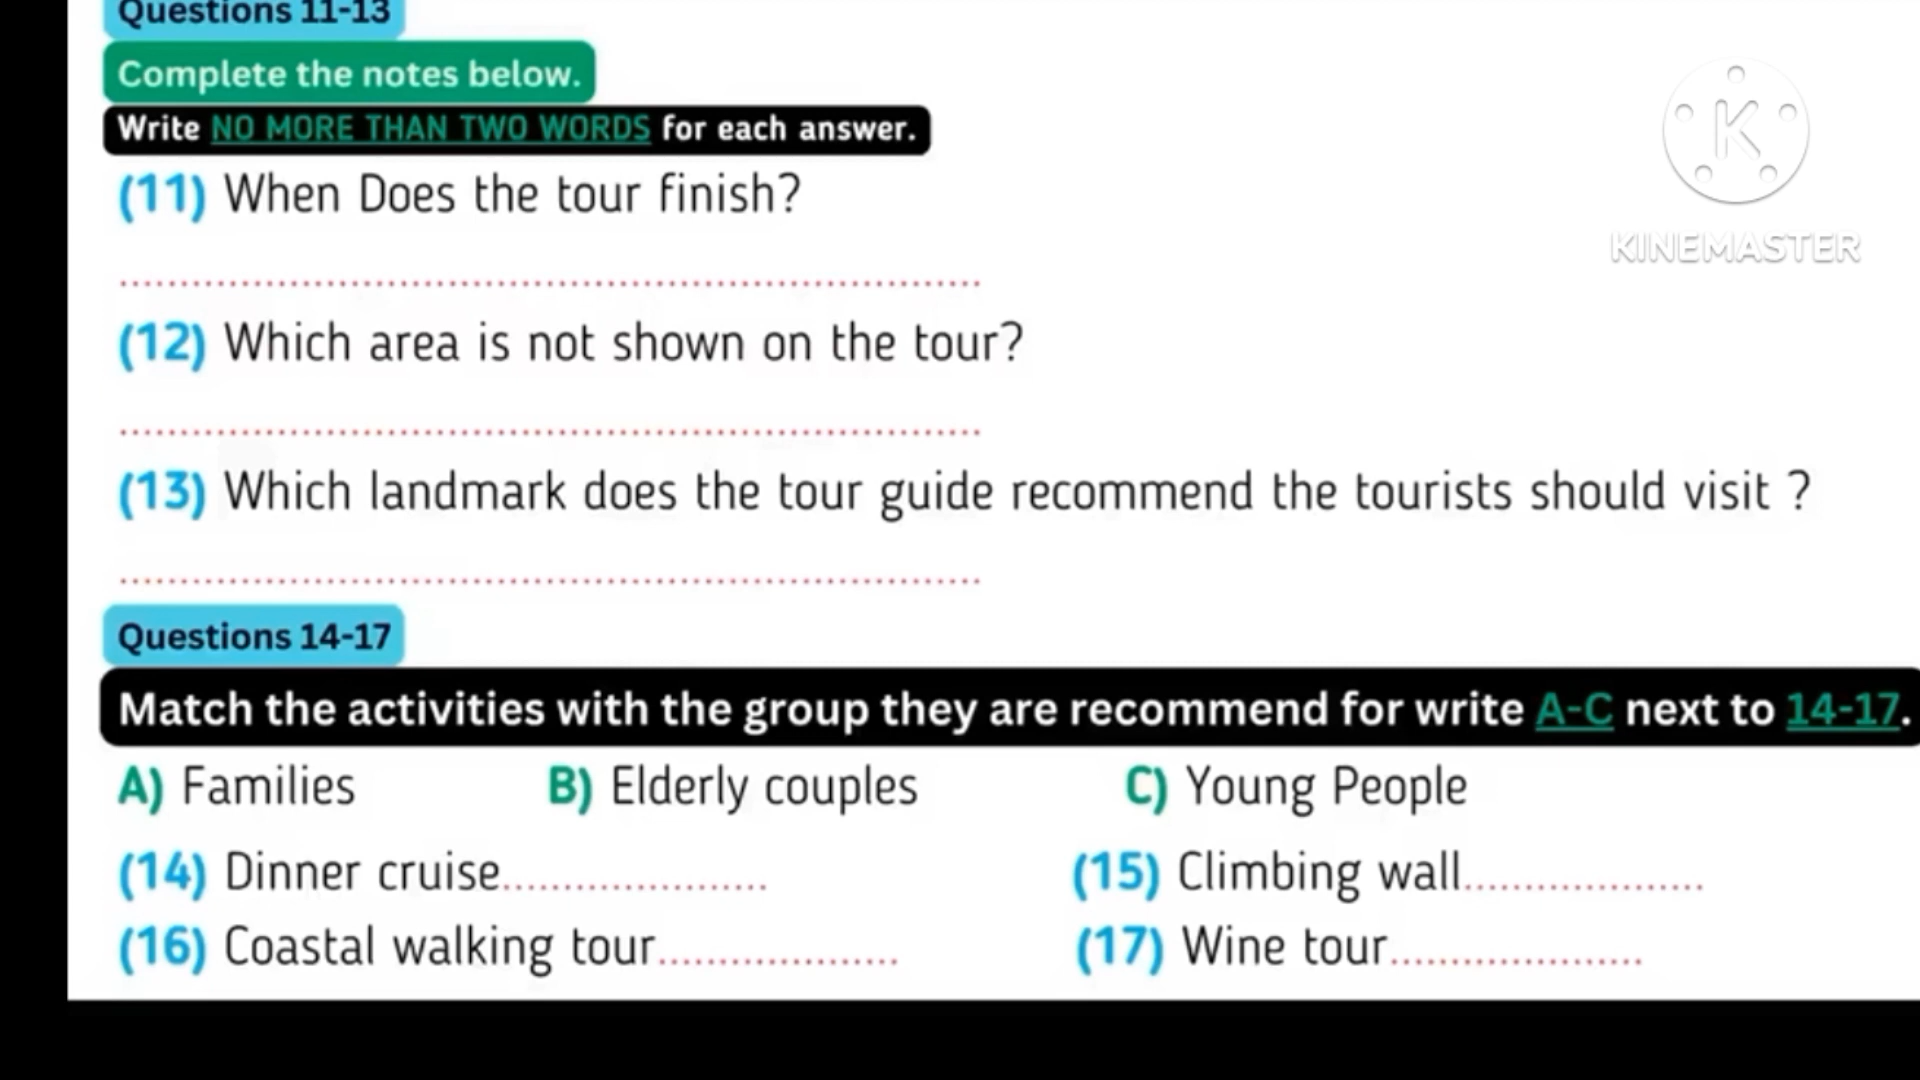 Questions 11-13
Complete the notes below.
Write NO MORE THAN TWO WORDS for each answer.
(11) When Does the tour finish?
(12) Which area is not shown on the tour?
(13) Which landmark does the tour guide recommend the tourists should visit ?
Questions 14-17
Match the activities with the group they are recommend for write A-C next to 14-17.
A) Families B) Elderly couples C) Young People
(14) Dinner cruise.................... (15) Climbing wall....................
(16) Coastal walking tour.................... (17) Wine tour....................
K
KINEMASTER